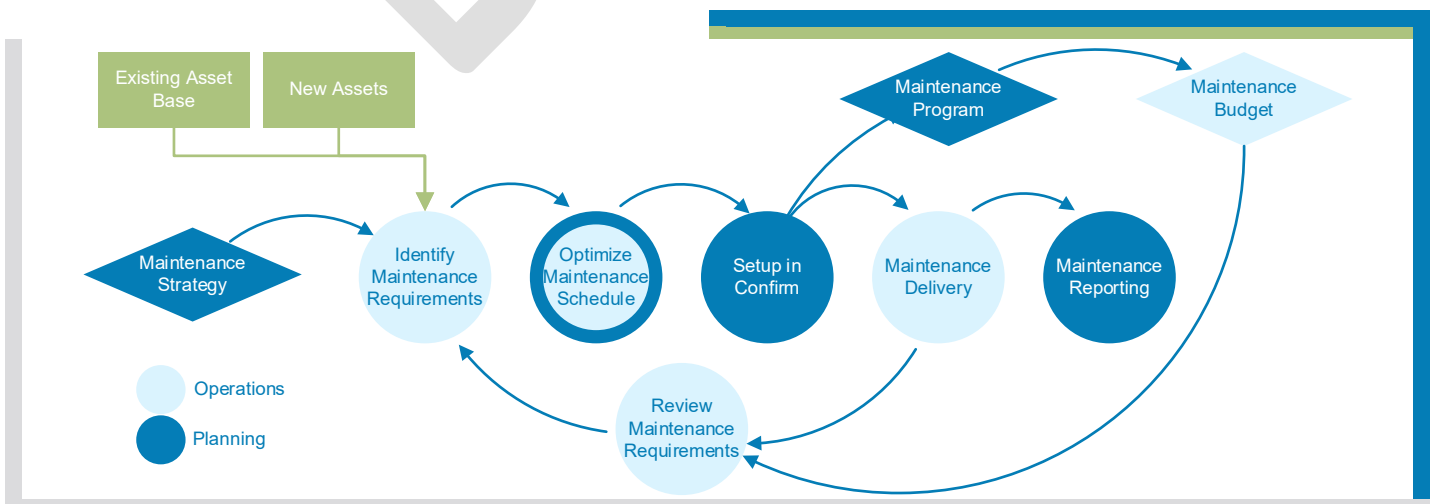 Existing Asset
Base
New Assets
Maintenance
Program
Maintenance
Budget
Maintenance
Strategy
Identify
Maintenance
Requirements
Optimize
Maintenance
Schedule
Setup in
Confirm
Maintenance
Delivery
Maintenance
Reporting
Operations
Planning
Review
Maintenance
Requirements